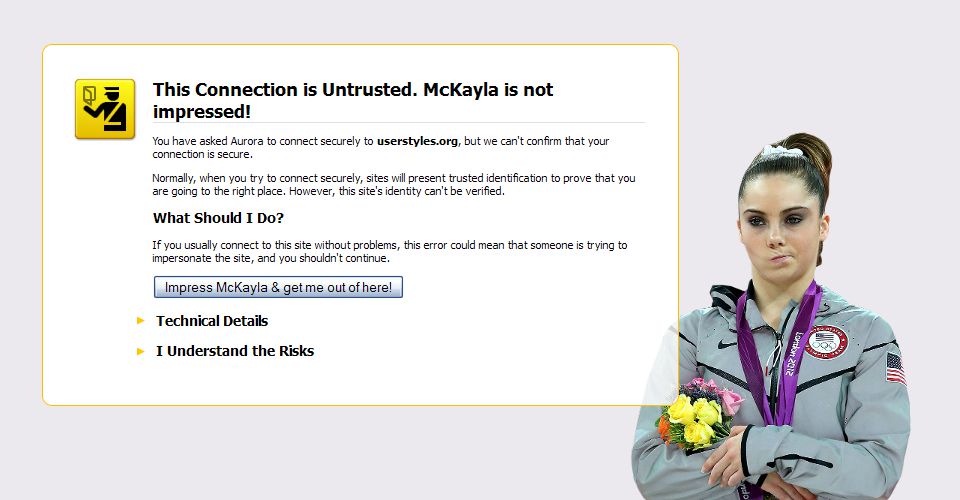 This Connection is Untrusted. McKayla is not
impressed!
You have asked Aurora to connect securely to userstyles.org, but we can't confirm that your
connection is secure.
Normally, when you try to connect securely, sites will present trusted identification to prove that you
are going to the right place. However, this site's identity can't be verified.
What Should I Do?
If you usually connect to this site without problems, this error could mean that someone is trying to
impersonate the site, and you shouldn't continue.
Impress McKayla & get me out of here!
Technical Details
I Understand the Risks
London 2012